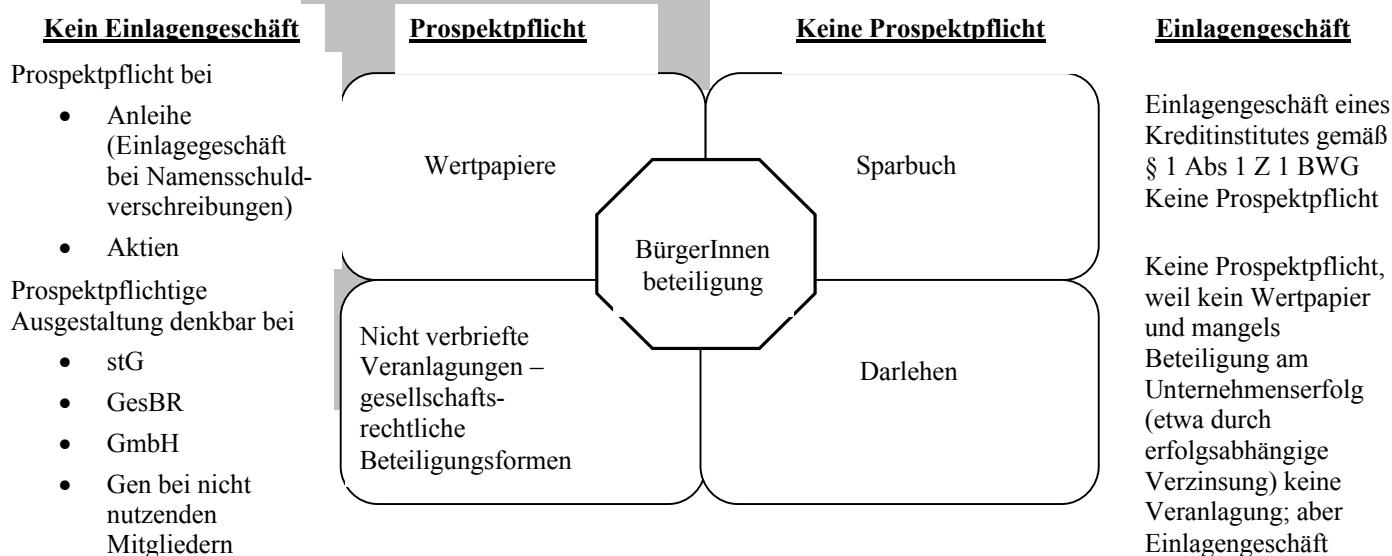 Kein Einlagengeschäft
Prospektpflicht bei
• Anleihe
(Einlagegeschäft
bei Namensschuld-
verschreibungen)
• Aktien
Prospektpflichtige
Ausgestaltung denkbar bei
• stG
• GesBR
• GmbH
• Gen bei nicht
nutzenden
Mitgliedern
Prospektpflicht
Wertpapiere
Nicht verbriefte
Veranlagungen –
gesellschafts-
rechtliche
Beteiligungsformen
BürgerInnen
beteiligung
Keine Prospektpflicht
Sparbuch
Darlehen
Einlagengeschäft
Einlagengeschäft eines
Kreditinstitutes gemäß
§ 1 Abs 1 Z 1 BWG
Keine Prospektpflicht
Keine Prospektpflicht,
weil kein Wertpapier
und mangels
Beteiligung am
Unternehmenserfolg
(etwa durch
erfolgsabhängige
Verzinsung) keine
Veranlagung; aber
Einlagengeschäft